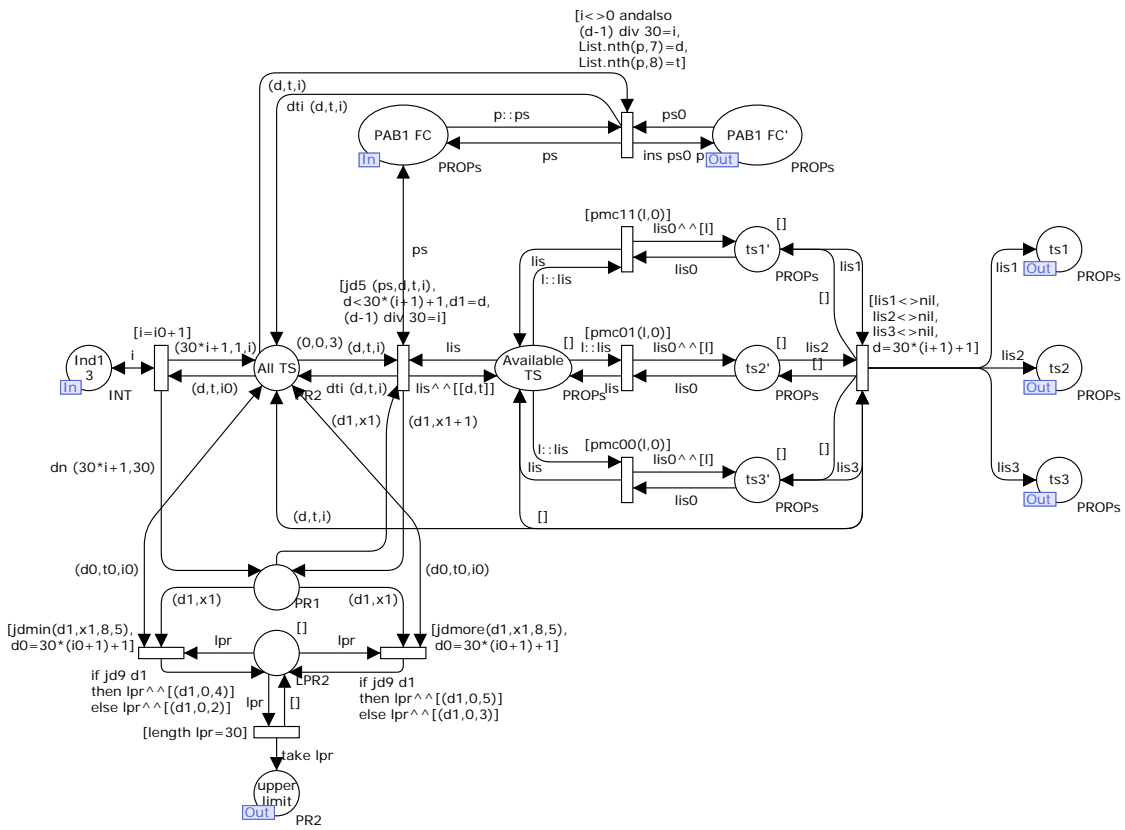 [i<>0 andalso
(d-1) div 30=i,
List.nth(p,7)=d,
List.nth(p,8)=t]
(d,t,i)
dti (d,t,i)
p::ps
ps0
PAB1 FC
PAB1 FC'
In
ps
ins ps0 p
Out
PROPs
PROPs
[pmc11(l,0)]
lis0^^[l]
[]
ts1'
ts1
lis
lis0
lis1
lis1
Out
ps
l::lis
PROPs
PROPs
[]
[jd5 (ps,d,t,i),
d<30*(i+1)+1,d1=d,
(d-1) div 30=i]
[lis1<>nil,
lis2<>nil,
lis3<>nil,
d=30*(i+1)+1]
[i=i0+1]
[pmc01(l,0)]
(30*i+1,1,i)
(0,0,3)
(d,t,i)
lis
[]
l::lis
lis0^^[l]
[]
lis2
lis2
Ind1
3
i
All TS
Available
TS
ts2'
[]
ts2
In
(d,t,i0)
dti (d,t,i)
lis^^[[d,t]]
lis
lis0
Out
INT
PR2
PROPs
PROPs
PROPs
(d1,x1)
(d1,x1+1)
[pmc00(l,0)]
dn (30*i+1,30)
l::lis
lis0^^[l]
[]
[]
lis
lis3
lis3
ts3'
ts3
lis0
Out
PROPs
PROPs
(d,t,i)
[]
(d0,t0,i0)
(d0,t0,i0)
(d1,x1)
(d1,x1)
PR1
[jdmin(d1,x1,8,5),
d0=30*(i0+1)+1]
[]
[jdmore(d1,x1,8,5),
d0=30*(i0+1)+1]
lpr
lpr
LPR2
if jd9 d1
then lpr^^[(d1,0,4)]
else lpr^^[(d1,0,2)]
lpr
[]
if jd9 d1
then lpr^^[(d1,0,5)]
else lpr^^[(d1,0,3)]
[length lpr=30]
take lpr
upper
limit
Out
PR2